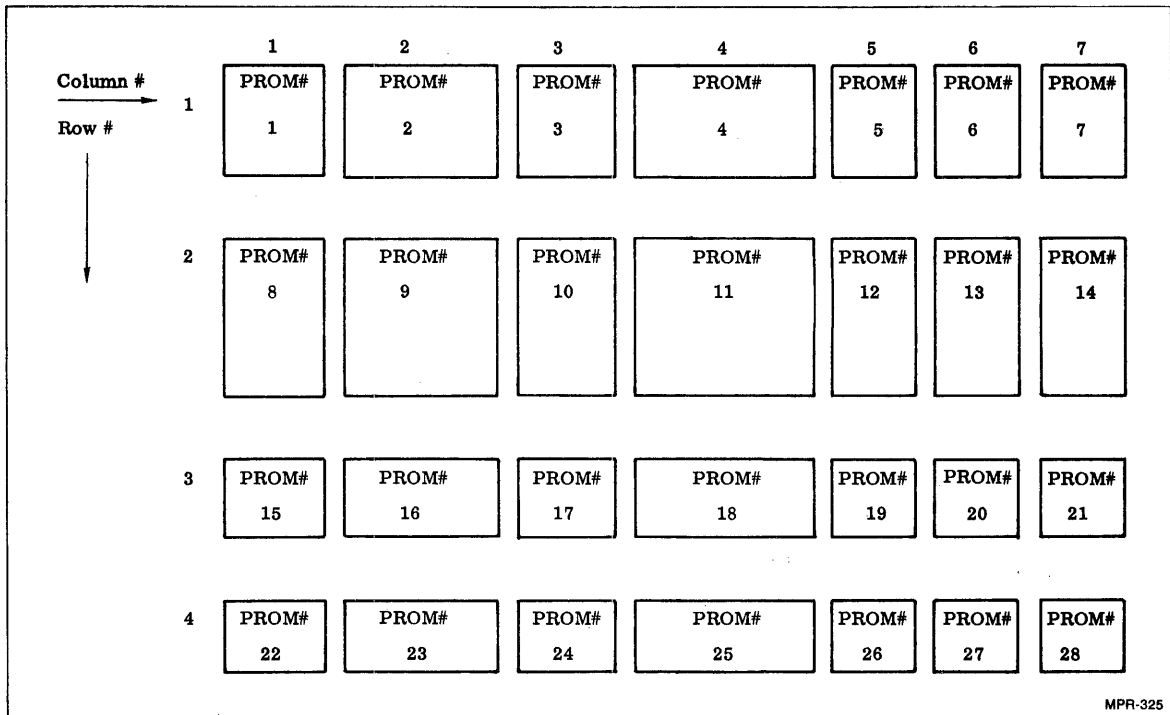 1 2 3 4 5 6 7
Column #
Row #
1 PROM# PROM# PROM# PROM# PROM# PROM# PROM#
1 2 3 4 5 6 7
2 PROM# PROM# PROM# PROM# PROM# PROM# PROM#
8 9 10 11 12 13 14
3 PROM# PROM# PROM# PROM# PROM# PROM# PROM#
15 16 17 18 19 20 21
4 PROM# PROM# PROM# PROM# PROM# PROM# PROM#
22 23 24 25 26 27 28
MPR-325